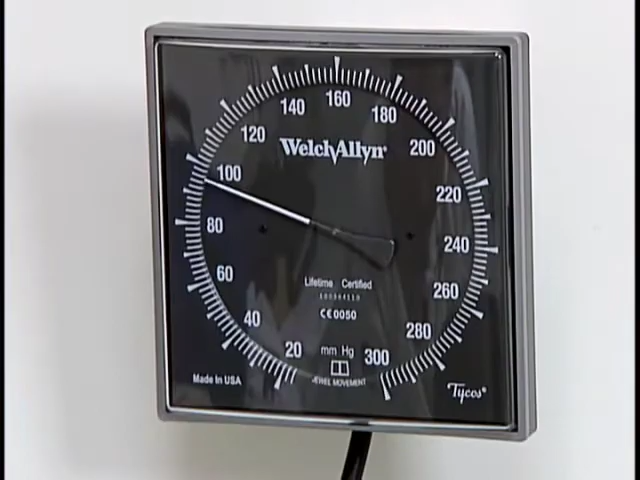 160
140
180
120
WelchAllyn®
200
100
220
80
240
60
Lifetime Certified
260
CE0050
40
280
20
mm Hg
300
Made in USA
JEWEL MOVEMENT
Tycos®